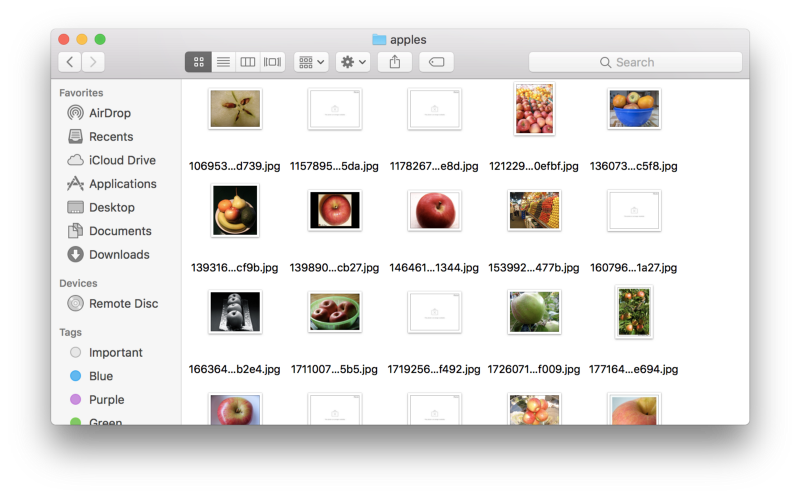 apples
Search
Favorites
AirDrop
Recents
iCloud Drive
Applications
Desktop
Documents
Downloads
Devices
Remote Disc
Tags
Important
Blue
Purple
Green
106953...d739.jpg 1157895...5da.jpg 1178267...e8d.jpg 121229...0efbf.jpg 136073...c5f8.jpg
139316...cf9b.jpg 139890...cb27.jpg 146461...1344.jpg 153992...477b.jpg 160796...1a27.jpg
166364...b2e4.jpg 1711007...5b5.jpg 1719256...f492.jpg 1726071...f009.jpg 177164...e694.jpg